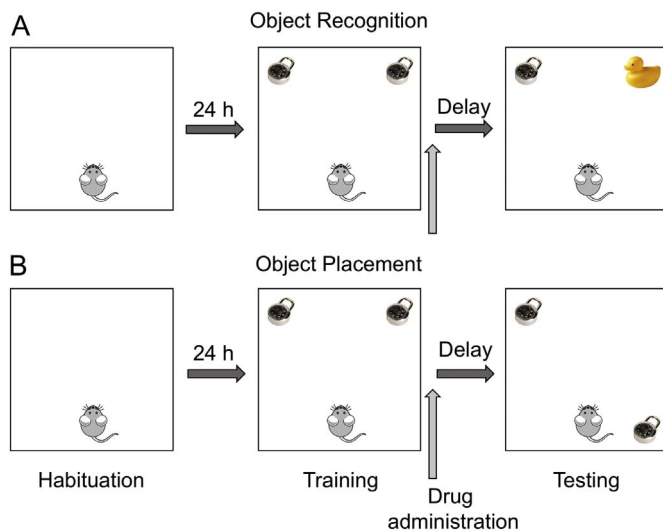 A
Object Recognition
24 h
Delay
B
Object Placement
24 h
Delay
Habituation
Training
Testing
Drug
administration